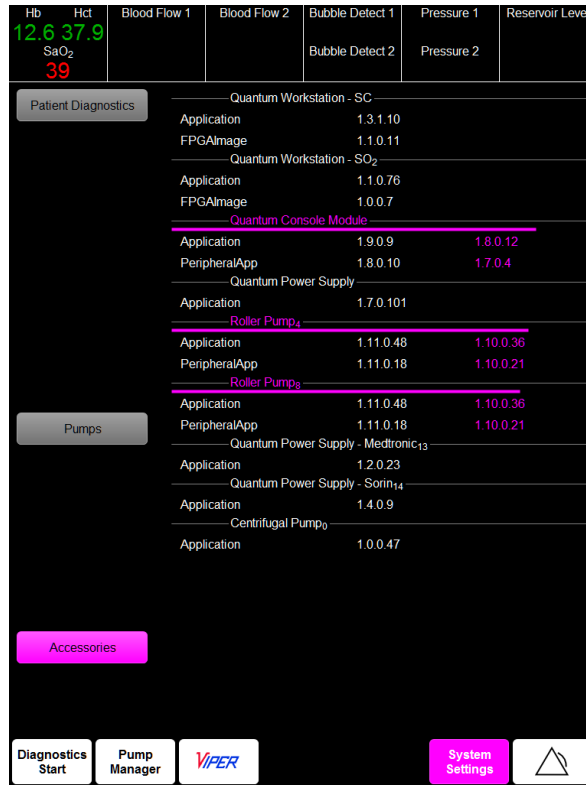 Hb Hct Blood Flow 1 Blood Flow 2 Bubble Detect 1 Pressure 1 Reservoir Leve
12.6 37.9
SaO2 Bubble Detect 2 Pressure 2
39
Patient Diagnostics
Quantum Workstation - SC
Application 1.3.1.10
FPGAImage 1.1.0.11
Quantum Workstation - SO2
Application 1.1.0.76
FPGAImage 1.0.0.7
Quantum Console Module
Application 1.9.0.9 1.8.0.12
PeripheralApp 1.8.0.10 1.7.0.4
Quantum Power Supply
Application 1.7.0.101
Roller Pump4
Application 1.11.0.48 1.10.0.36
PeripheralApp 1.11.0.18 1.10.0.21
Roller Pump8
Application 1.11.0.48 1.10.0.36
Pumps
PeripheralApp 1.11.0.18 1.10.0.21
Quantum Power Supply - Medtronic13
Application 1.2.0.23
Quantum Power Supply - Sorin14
Application 1.4.0.9
Centrifugal Pump0
Application 1.0.0.47
Accessories
Diagnostics Start
Pump Manager
VIPER
System Settings